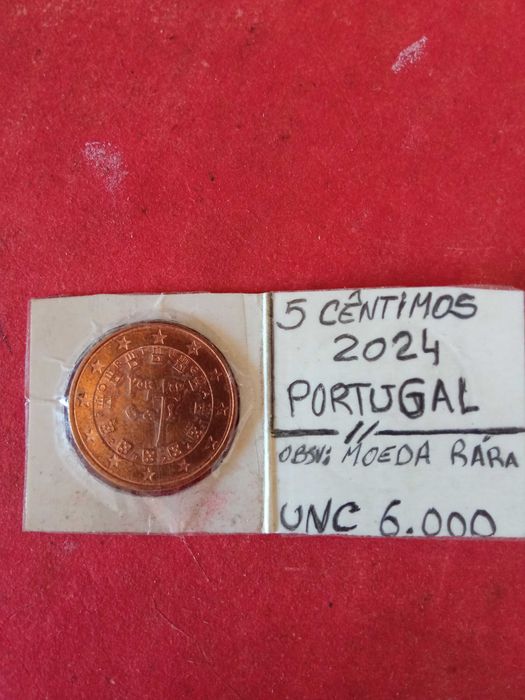 5 CÊNTIMOS
2024
PORTUGAL
OBSV: MOEDA RÁRA
UNC 6.000